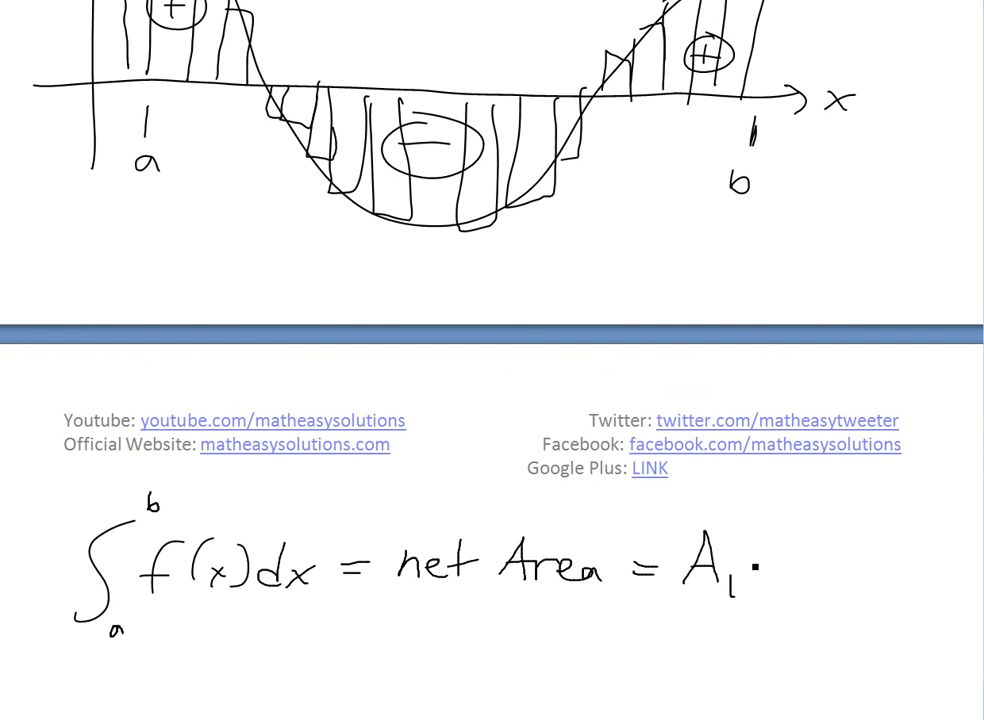 + +
x
−
a
b
Youtube: youtube.com/matheasysolutions Twitter: twitter.com/matheasytweeter
Official Website: matheasysolutions.com Facebook: facebook.com/matheasysolutions
Google Plus: LINK
∫ₐᵇ f(x)dx = net Area = A₁